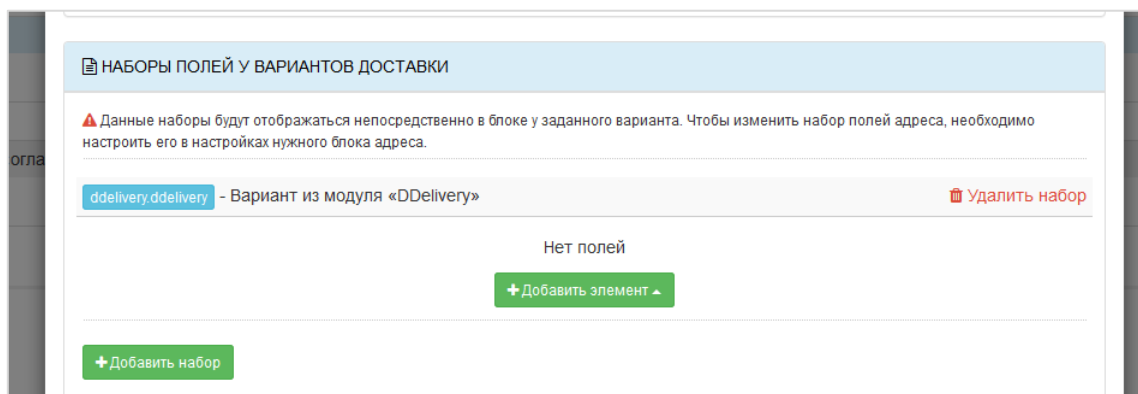 НАБОРЫ ПОЛЕЙ У ВАРИАНТОВ ДОСТАВКИ
Данные наборы будут отображаться непосредственно в блоке у заданного варианта. Чтобы изменить набор полей адреса, необходимо
настроить его в настройках нужного блока адреса.
огла
ddelivery.ddelivery - Вариант из модуля «DDelivery» Удалить набор
Нет полей
+Добавить элемент
+Добавить набор